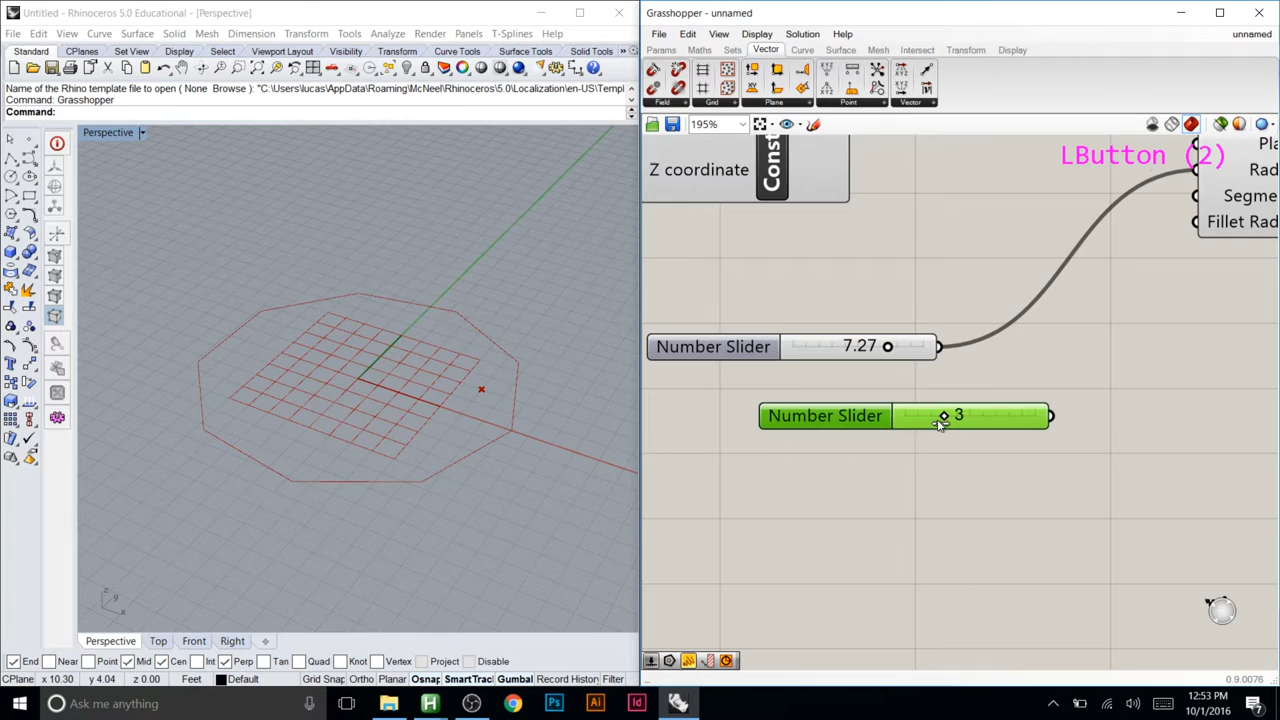 Untitled - Rhinoceros 5.0 Educational - [Perspective]
File Edit View Curve Surface Solid Mesh Dimension Transform Tools Analyze Render Panels T-Splines Help
Standard CPlanes Set View Display Select Viewport Layout Visibility Transform Curve Tools Surface Tools Solid Tools »
Name of the Rhino template file to open ( None Browse ): "C:\Users\lucas\AppData\Roaming\McNeel\Rhinoceros\5.0\Localization\en-US\Templ
Command: Grasshopper
Command:
Perspective
z
y
x
Perspective Top Front Right
End Near Point Mid Cen Int Perp Tan Quad Knot Vertex Project Disable
CPlane x 10.30 y 4.04 z 0.00 Feet Default Grid Snap Ortho Planar Osnap SmartTrack Gumball Record History
Grasshopper - unnamed
File Edit View Display Solution Help unnamed
Params Maths Sets Vector Curve Surface Mesh Intersect Transform Display
Field Grid Plane Point Vector
195%
LButton (2)
Z coordinate
Const
Pla
Rad
Segme
Fillet Rad
Number Slider 7.27
Number Slider 3
0.9.0076
Ask me anything
Ps Ai Id
12:53 PM
10/1/2016